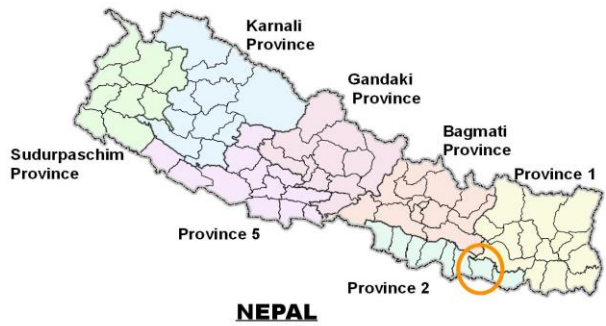 Karnali
Province
Gandaki
Province
Bagmati
Province
Province 1
Sudurpaschim
Province
Province 5
Province 2
NEPAL